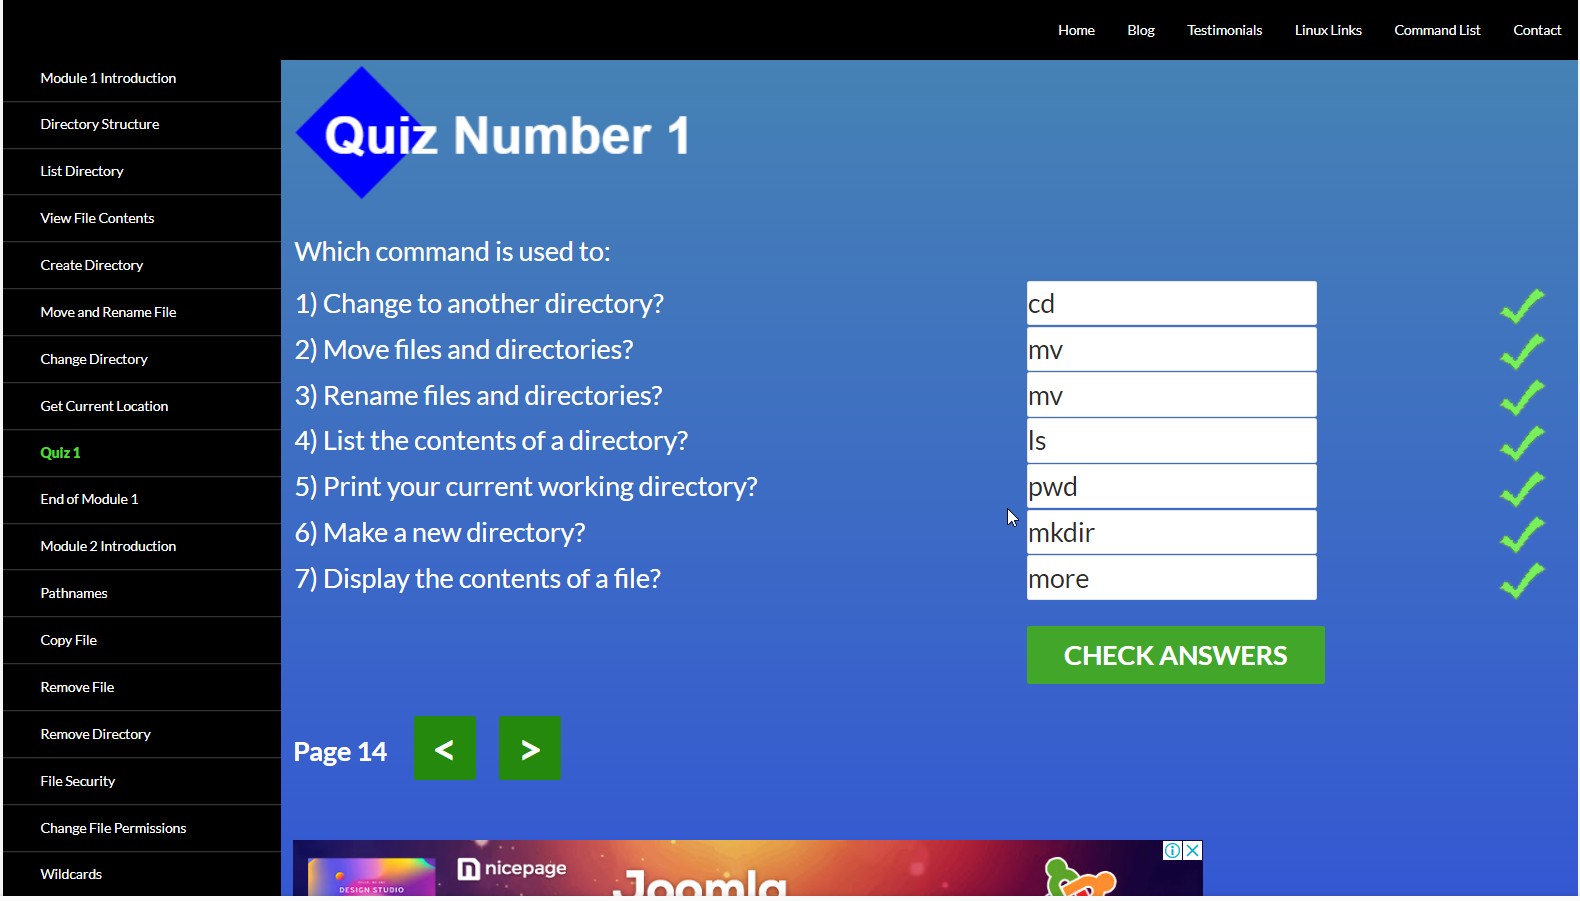 Home Blog Testimonials Linux Links Command List Contact
Module 1 Introduction
Directory Structure
List Directory
View File Contents
Create Directory
Move and Rename File
Change Directory
Get Current Location
Quiz 1
End of Module 1
Module 2 Introduction
Pathnames
Copy File
Remove File
Remove Directory
File Security
Change File Permissions
Wildcards
Quiz Number 1
Which command is used to:
1) Change to another directory? cd
2) Move files and directories? mv
3) Rename files and directories? mv
4) List the contents of a directory? ls
5) Print your current working directory? pwd
6) Make a new directory? mkdir
7) Display the contents of a file? more
CHECK ANSWERS
Page 14 < >
nicepage
DESIGN STUDIO
Joomla